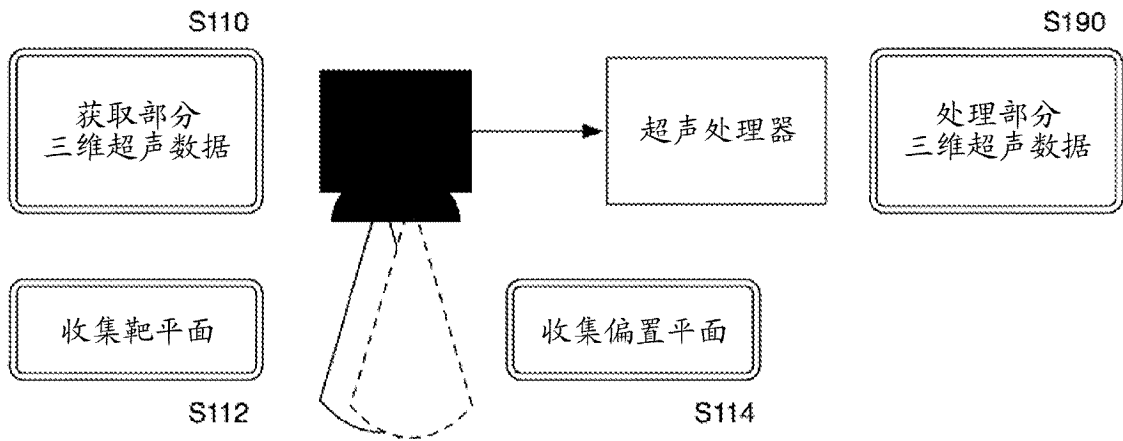 S110
S190
获取部分
三维超声数据
超声处理器
处理部分
三维超声数据
收集靶平面
收集偏置平面
S112
S114